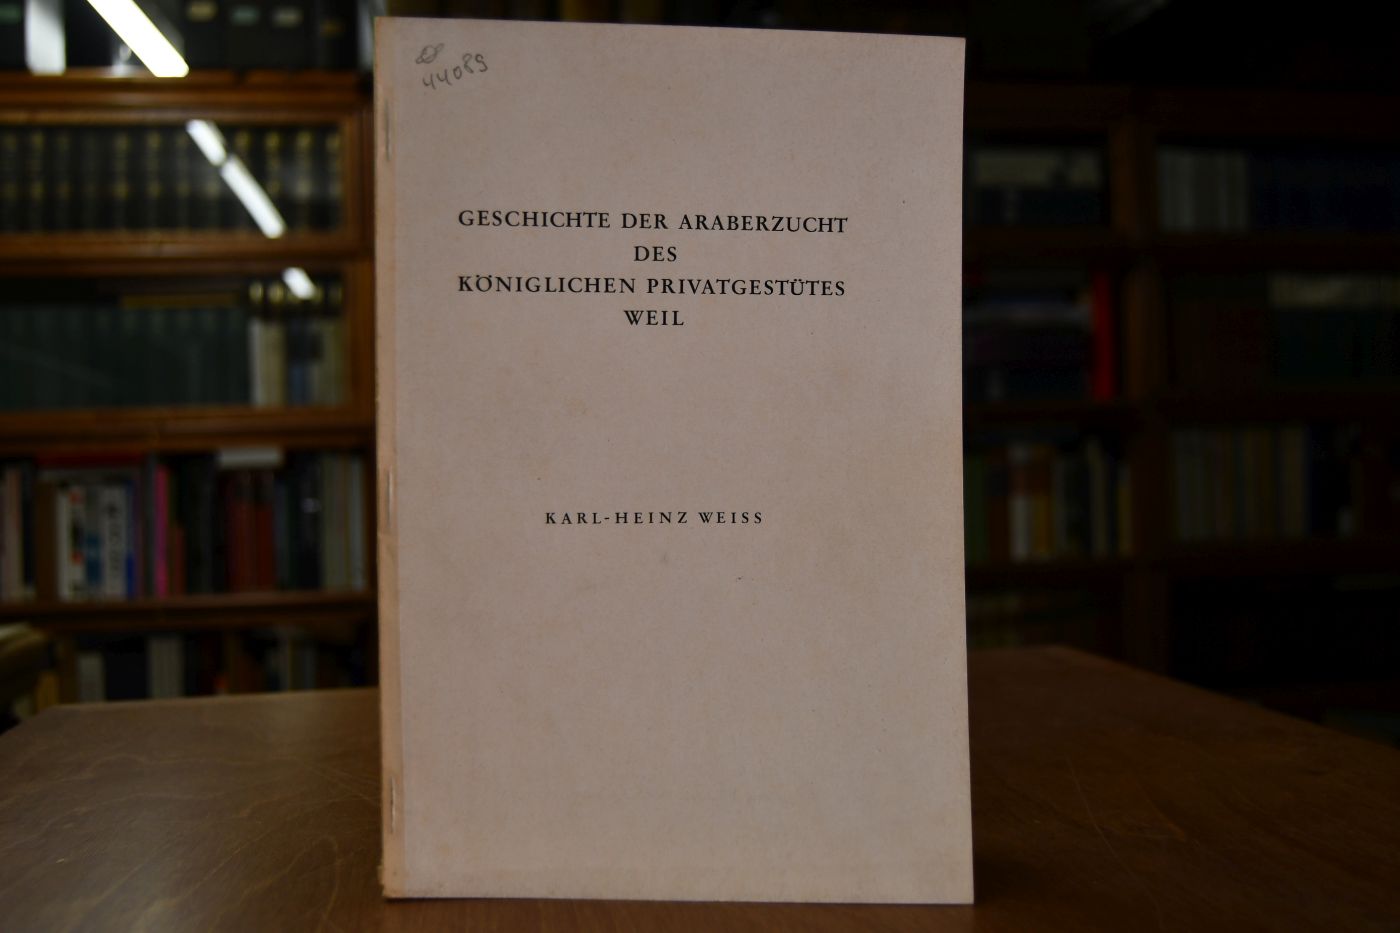 44089
GESCHICHTE DER ARABERZUCHT
DES
KÖNIGLICHEN PRIVATGESTÜTES
WEIL
KARL-HEINZ WEISS